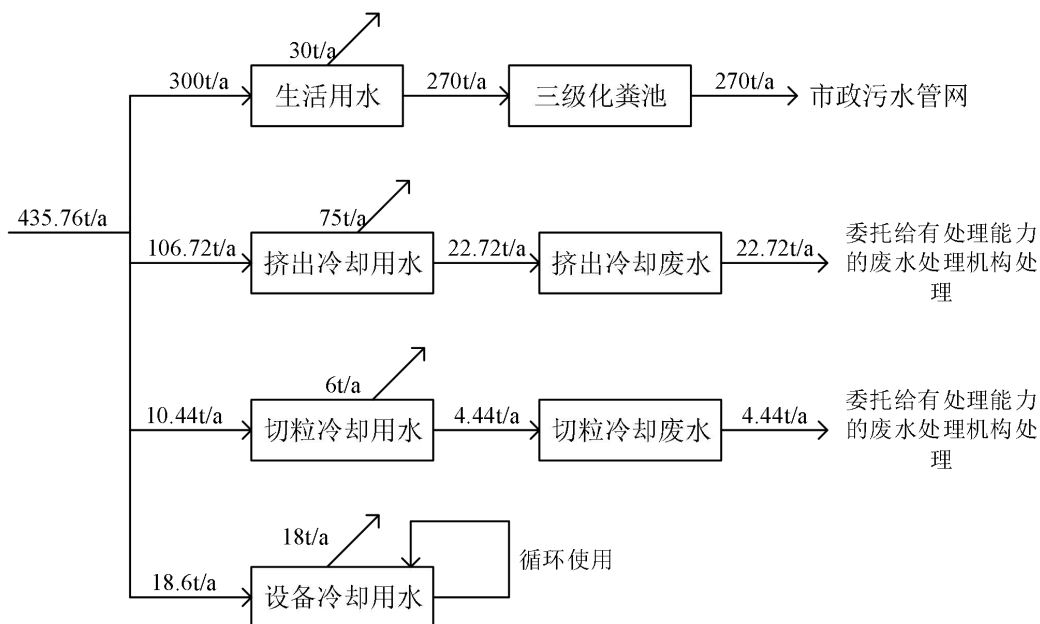 30t/a
300t/a
生活用水
270t/a
三级化粪池
270t/a
市政污水管网
435.76t/a
75t/a
106.72t/a
挤出冷却用水
22.72t/a
挤出冷却废水
22.72t/a
委托给有处理能力
的废水处理机构处
理
6t/a
10.44t/a
切粒冷却用水
4.44t/a
切粒冷却废水
4.44t/a
委托给有处理能力
的废水处理机构处
理
18t/a
循环使用
18.6t/a
设备冷却用水